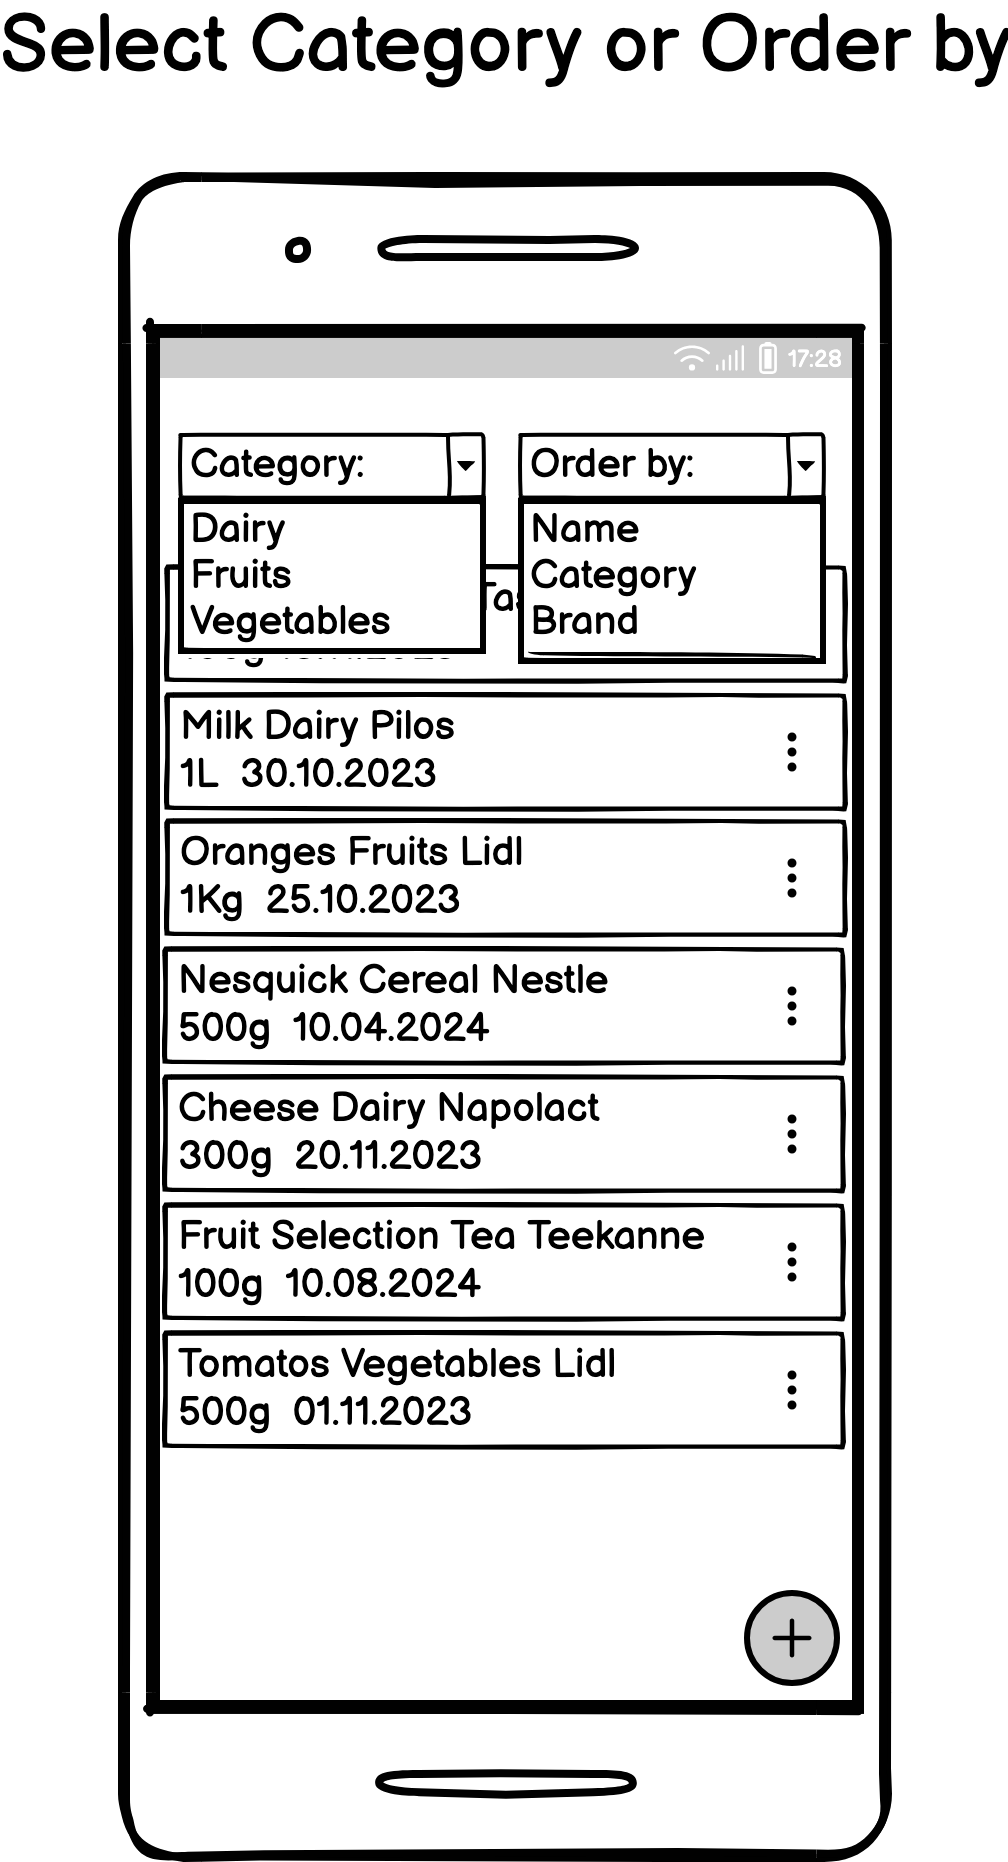 Select Category or Order by
17:28
Category:
Order by:
Dairy
Fruits
Vegetables
Name
Category
Brand
Milk Dairy Pilos
1L 30.10.2023
Oranges Fruits Lidl
1Kg 25.10.2023
Nesquick Cereal Nestle
500g 10.04.2024
Cheese Dairy Napolact
300g 20.11.2023
Fruit Selection Tea Teekanne
100g 10.08.2024
Tomatos Vegetables Lidl
500g 01.11.2023